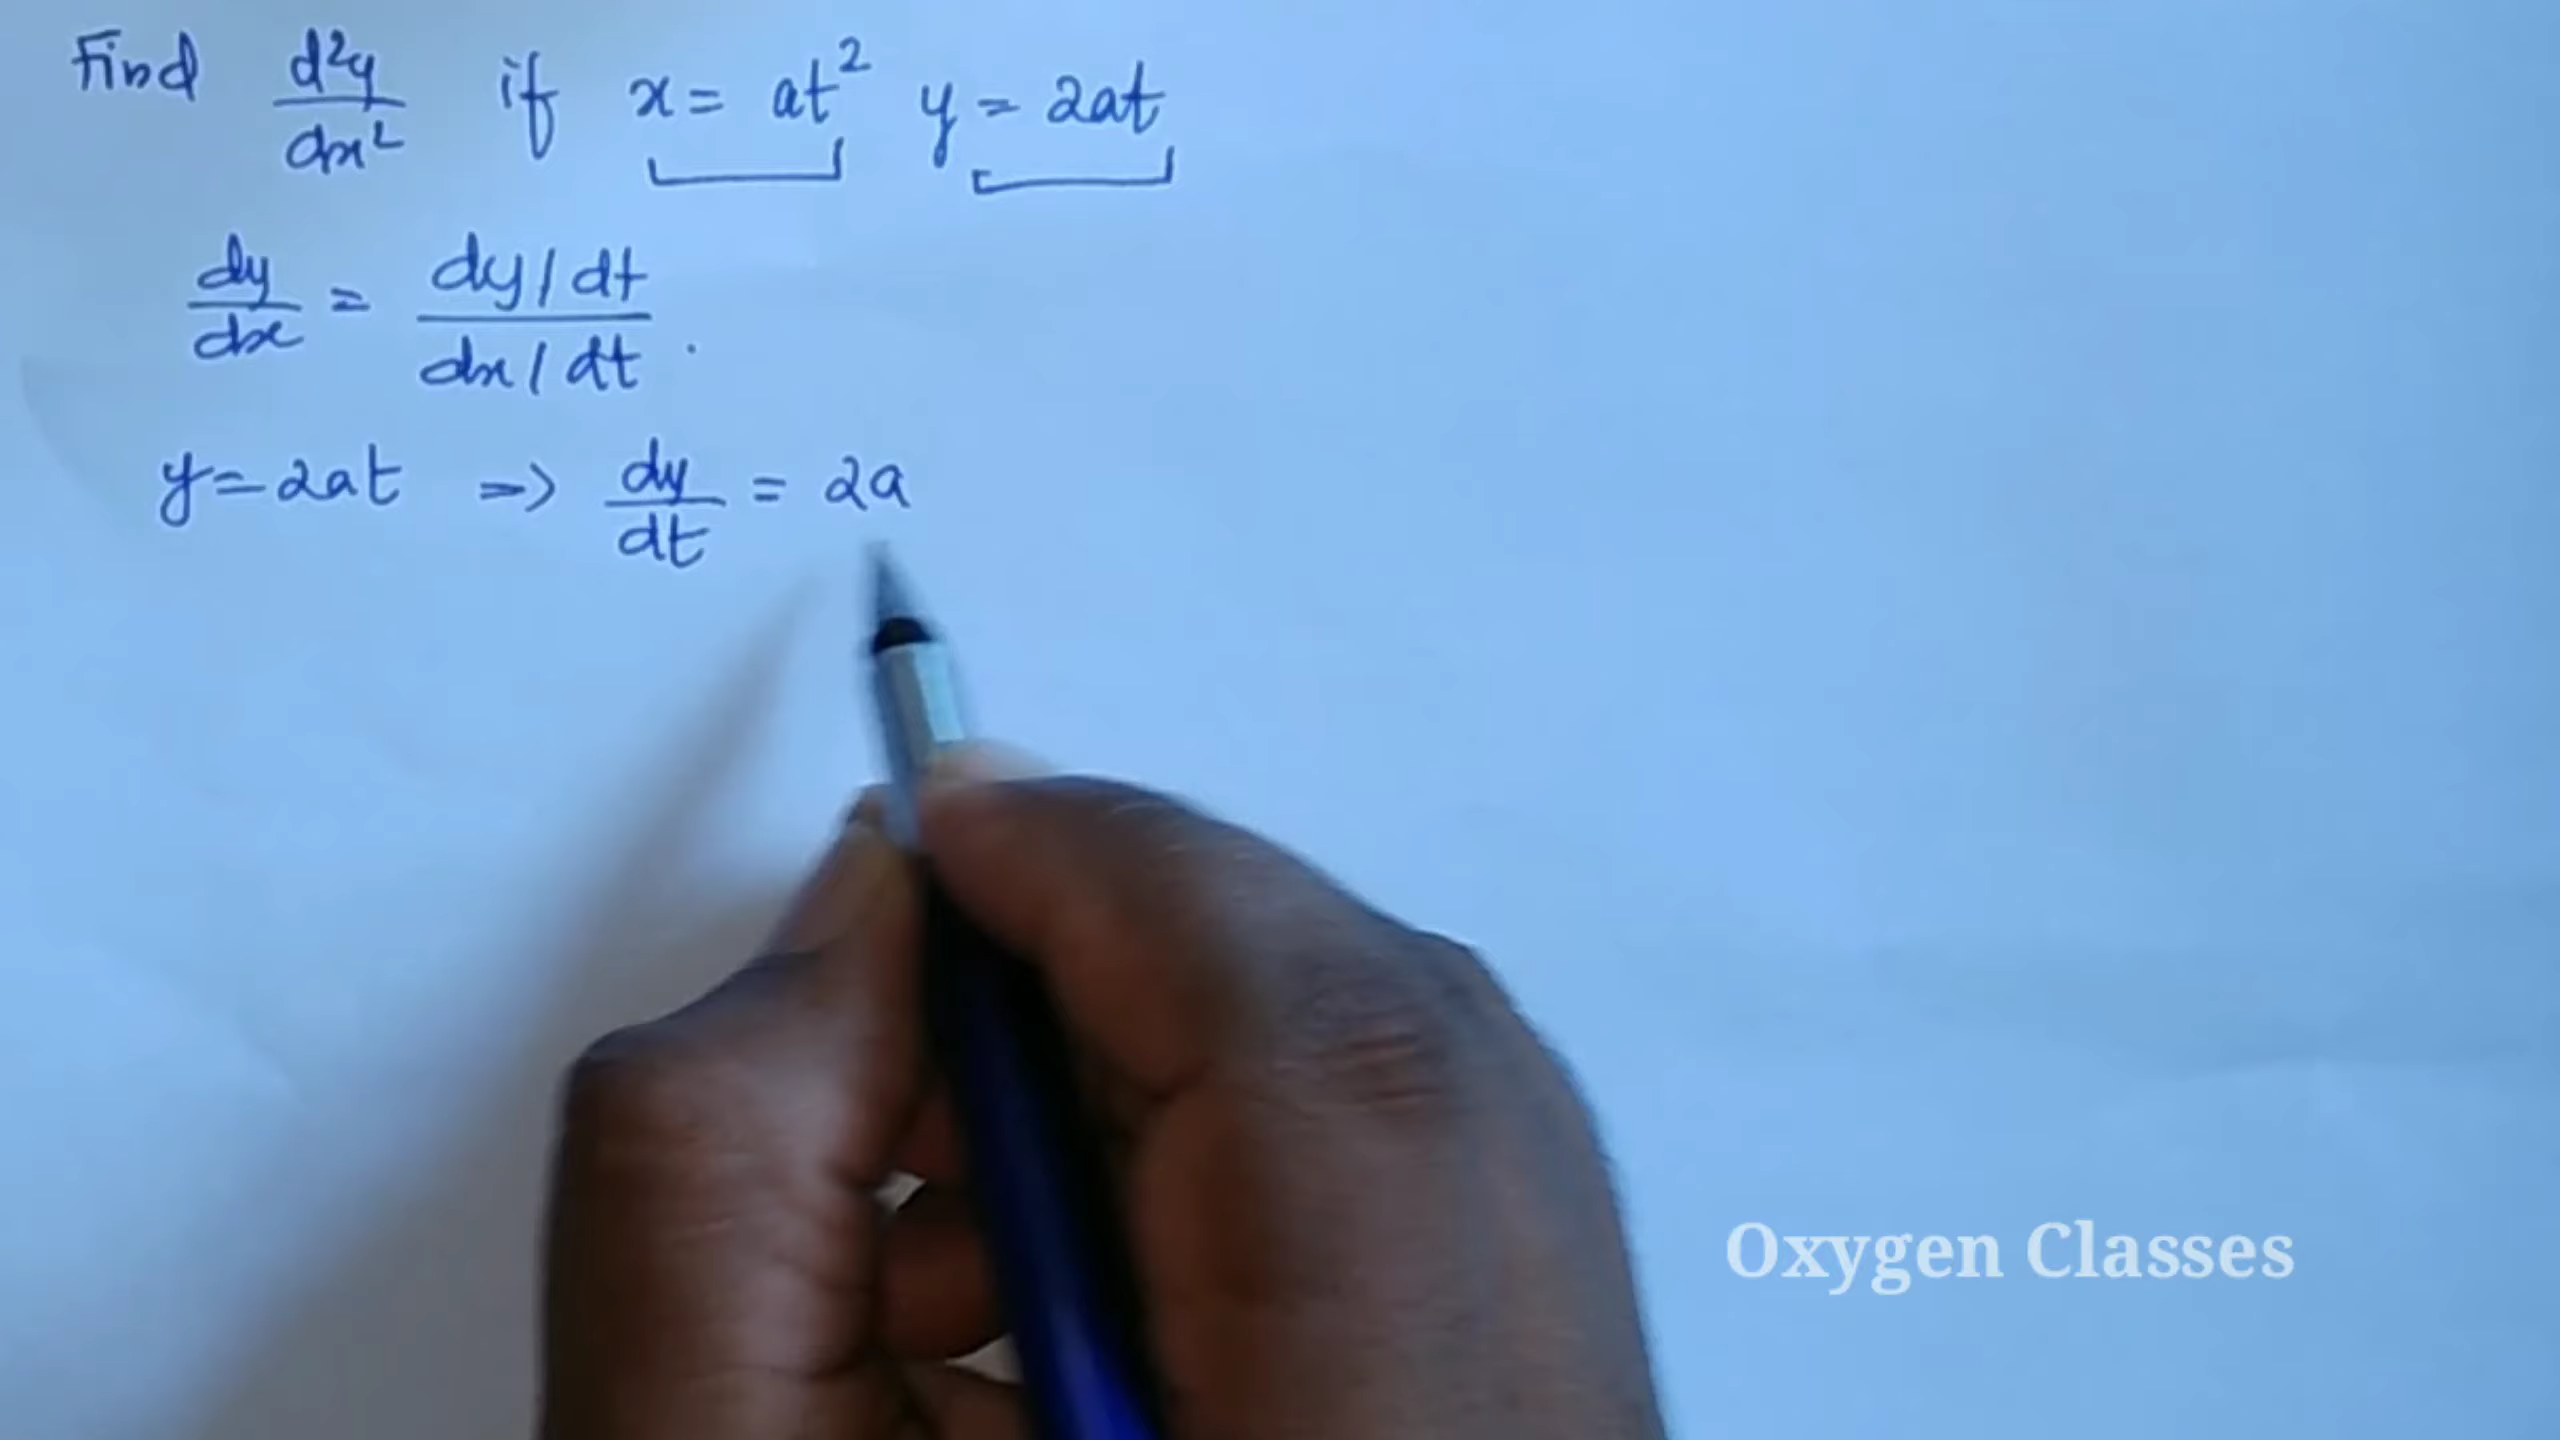 Find d²y/dx² if x = at² y = 2at
dy/dx = dy/dt / dx/dt .
y = 2at => dy/dt = 2a
Oxygen Classes